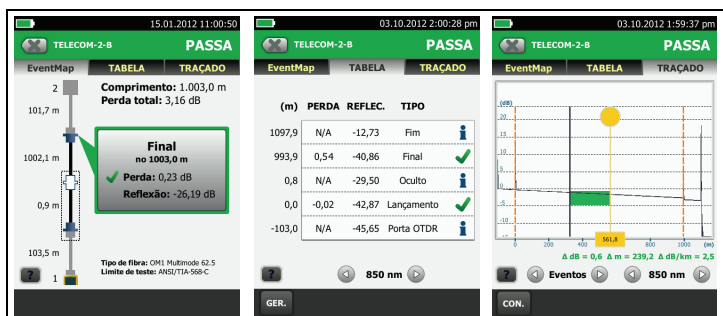 15.01.2012 11:00:50
TELECOM-2-B PASSA
EventMap TABELA TRAÇADO
2
Comprimento: 1.003,0 m
Perda total: 3,16 dB
101,7 m
Final
no 1003,0 m
Perda: 0,23 dB
Reflexão: -26,19 dB
1002,1 m
0,9 m
103,5 m
Tipo de fibra: OM1 Multimode 62.5
Limite de teste: ANSI/TIA-568-C
? 1
03.10.2012 2:00:28 pm
TELECOM-2-B PASSA
EventMap TABELA TRAÇADO
(m) PERDA REFLEC. TIPO
1097,9 N/A -12,73 Fim
993,9 0,54 -40,86 Final
0,8 N/A -29,50 Oculto
0,0 -0,02 -42,87 Lançamento
-103,0 N/A -45,65 Porta OTDR
? 850 nm
GER.
03.10.2012 1:59:37 pm
TELECOM-2-B PASSA
EventMap TABELA TRAÇADO
(dB)
20
15
10
5
0
-5
-10
-15
0 200 400 561,8 800 1000 (m)
Δ dB = 0,6 Δ m = 239,2 Δ dB/km = 2,5
? Eventos 850 nm
CON.